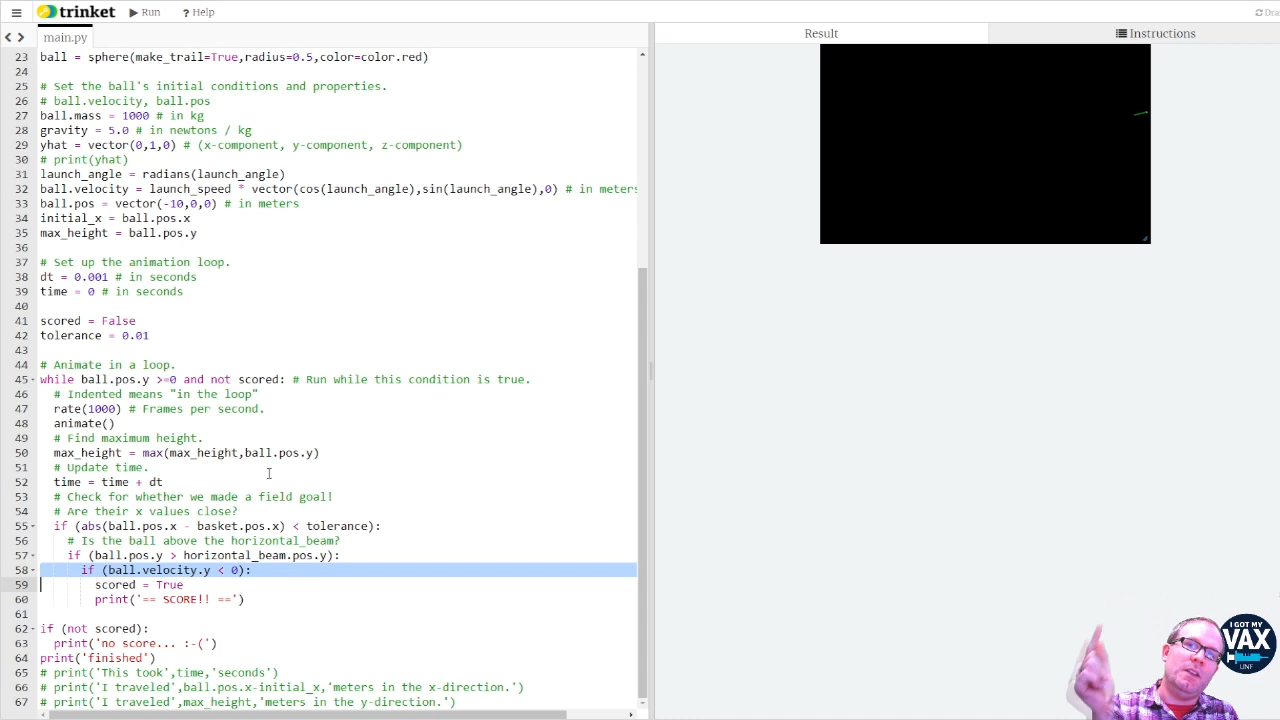 trinket Run Help
main.py
Result Instructions
23 ball = sphere(make_trail=True,radius=0.5,color=color.red)
24
25 # Set the ball's initial conditions and properties.
26 # ball.velocity, ball.pos
27 ball.mass = 1000 # in kg
28 gravity = 5.0 # in newtons / kg
29 yhat = vector(0,1,0) # (x-component, y-component, z-component)
30 # print(yhat)
31 launch_angle = radians(launch_angle)
32 ball.velocity = launch_speed * vector(cos(launch_angle),sin(launch_angle),0) # in meters
33 ball.pos = vector(-10,0,0) # in meters
34 initial_x = ball.pos.x
35 max_height = ball.pos.y
36
37 # Set up the animation loop.
38 dt = 0.001 # in seconds
39 time = 0 # in seconds
40
41 scored = False
42 tolerance = 0.01
43
44 # Animate in a loop.
45 while ball.pos.y >=0 and not scored: # Run while this condition is true.
46 # Indented means "in the loop"
47 rate(1000) # Frames per second.
48 animate()
49 # Find maximum height.
50 max_height = max(max_height,ball.pos.y)
51 # Update time.
52 time = time + dt
53 # Check for whether we made a field goal!
54 # Are their x values close?
55 if (abs(ball.pos.x - basket.pos.x) < tolerance):
56 # Is the ball above the horizontal_beam?
57 if (ball.pos.y > horizontal_beam.pos.y):
58 if (ball.velocity.y < 0):
59 scored = True
60 print('== SCORE!! ==')
61
62 if (not scored):
63 print('no score... :-(')
64 print('finished')
65 # print('This took',time,'seconds')
66 # print('I traveled',ball.pos.x-initial_x,'meters in the x-direction.')
67 # print('I traveled',max_height,'meters in the y-direction.')
I GOT MY
VAX